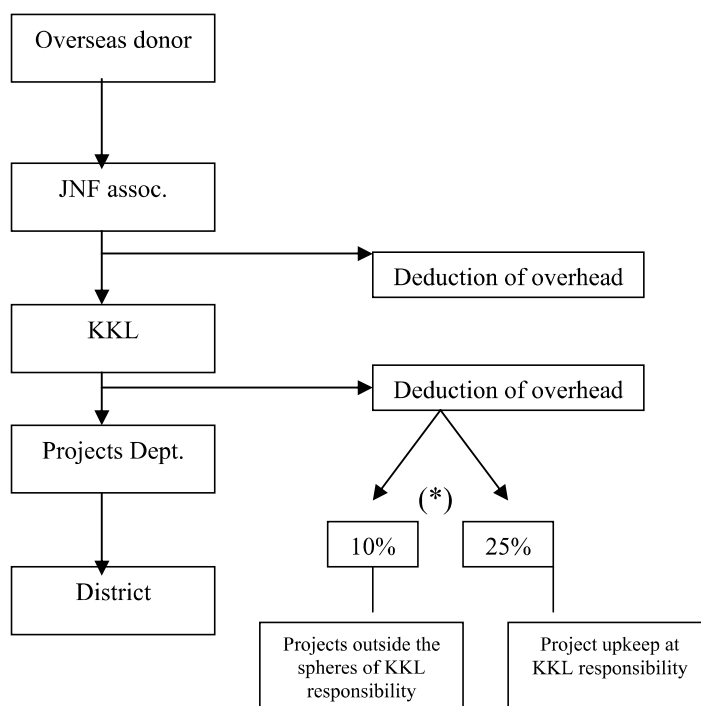 Overseas donor
JNF assoc.
Deduction of overhead
KKL
Deduction of overhead
Projects Dept.
(*)
10%
25%
District
Projects outside the
spheres of KKL
responsibility
Project upkeep at
KKL responsibility